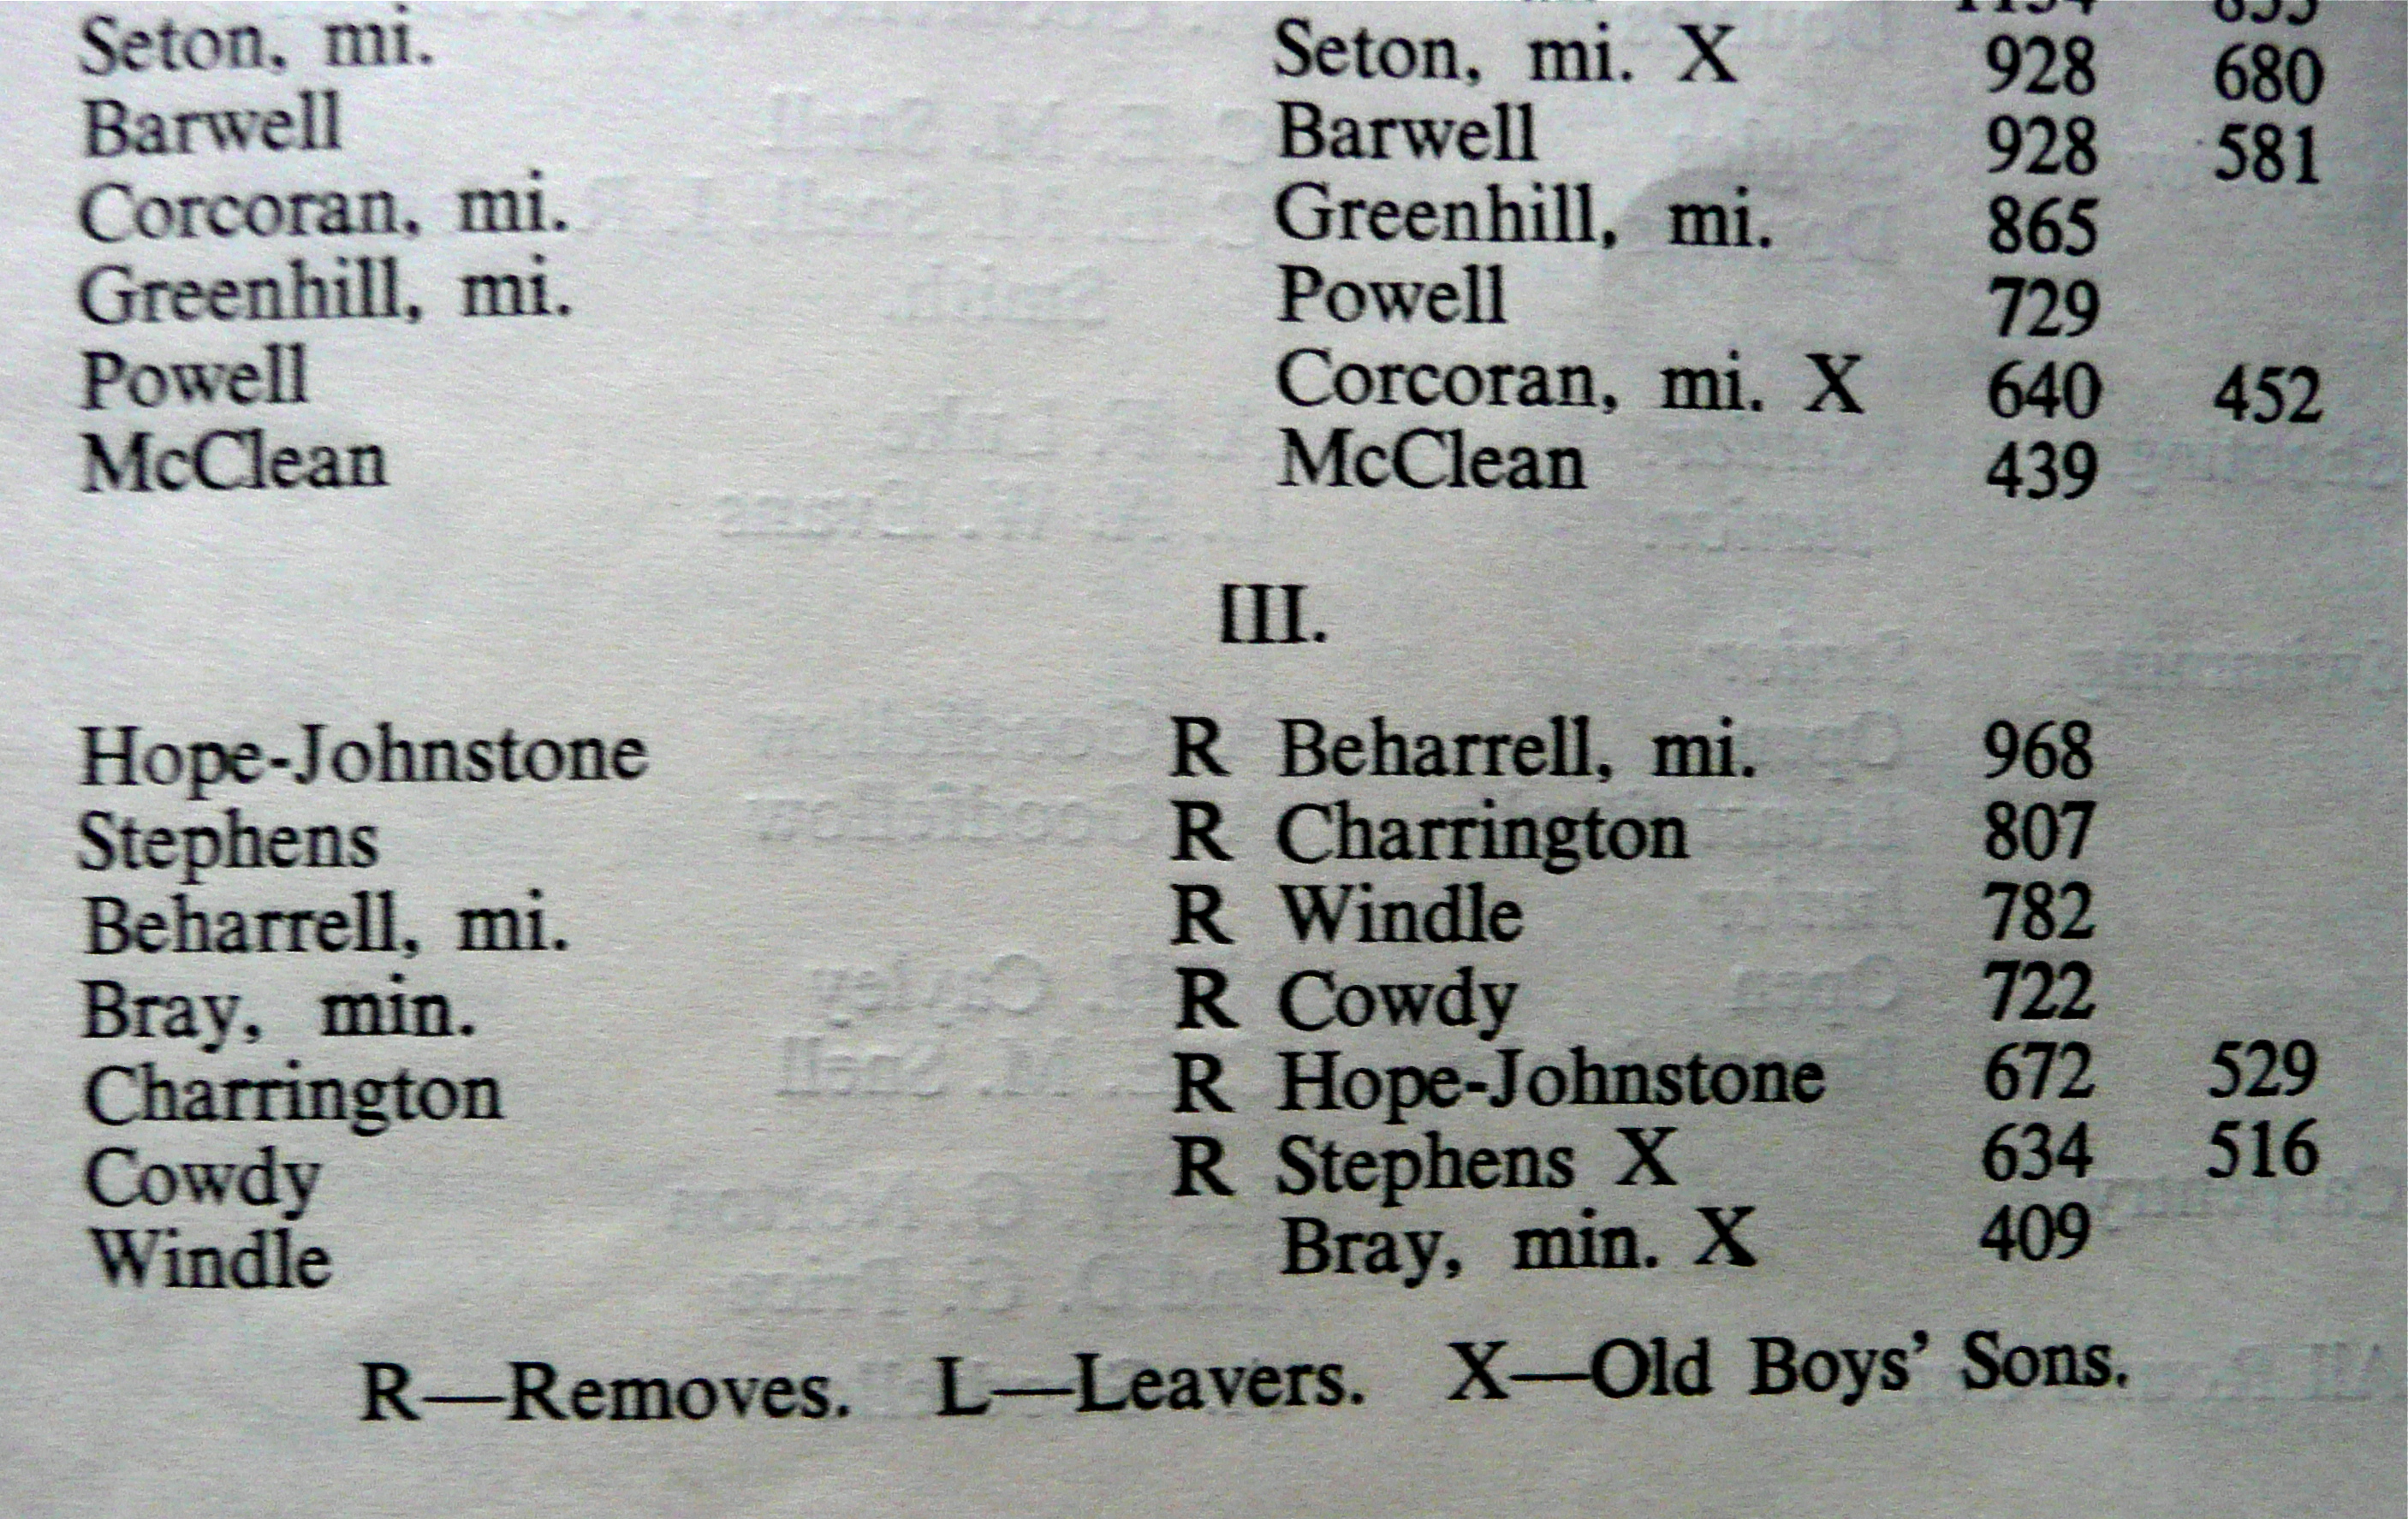 Seton, mi. Seton, mi. X 928 680
Barwell Barwell 928 581
Corcoran, mi. Greenhill, mi. 865
Greenhill, mi. Powell 729
Powell Corcoran, mi. X 640 452
McClean McClean 439
III.
Hope-Johnstone R Beharrell, mi. 968
Stephens R Charrington 807
Beharrell, mi. R Windle 782
Bray, min. R Cowdy 722
Charrington R Hope-Johnstone 672 529
Cowdy R Stephens X 634 516
Windle Bray, min. X 409
R—Removes. L—Leavers. X—Old Boys' Sons.